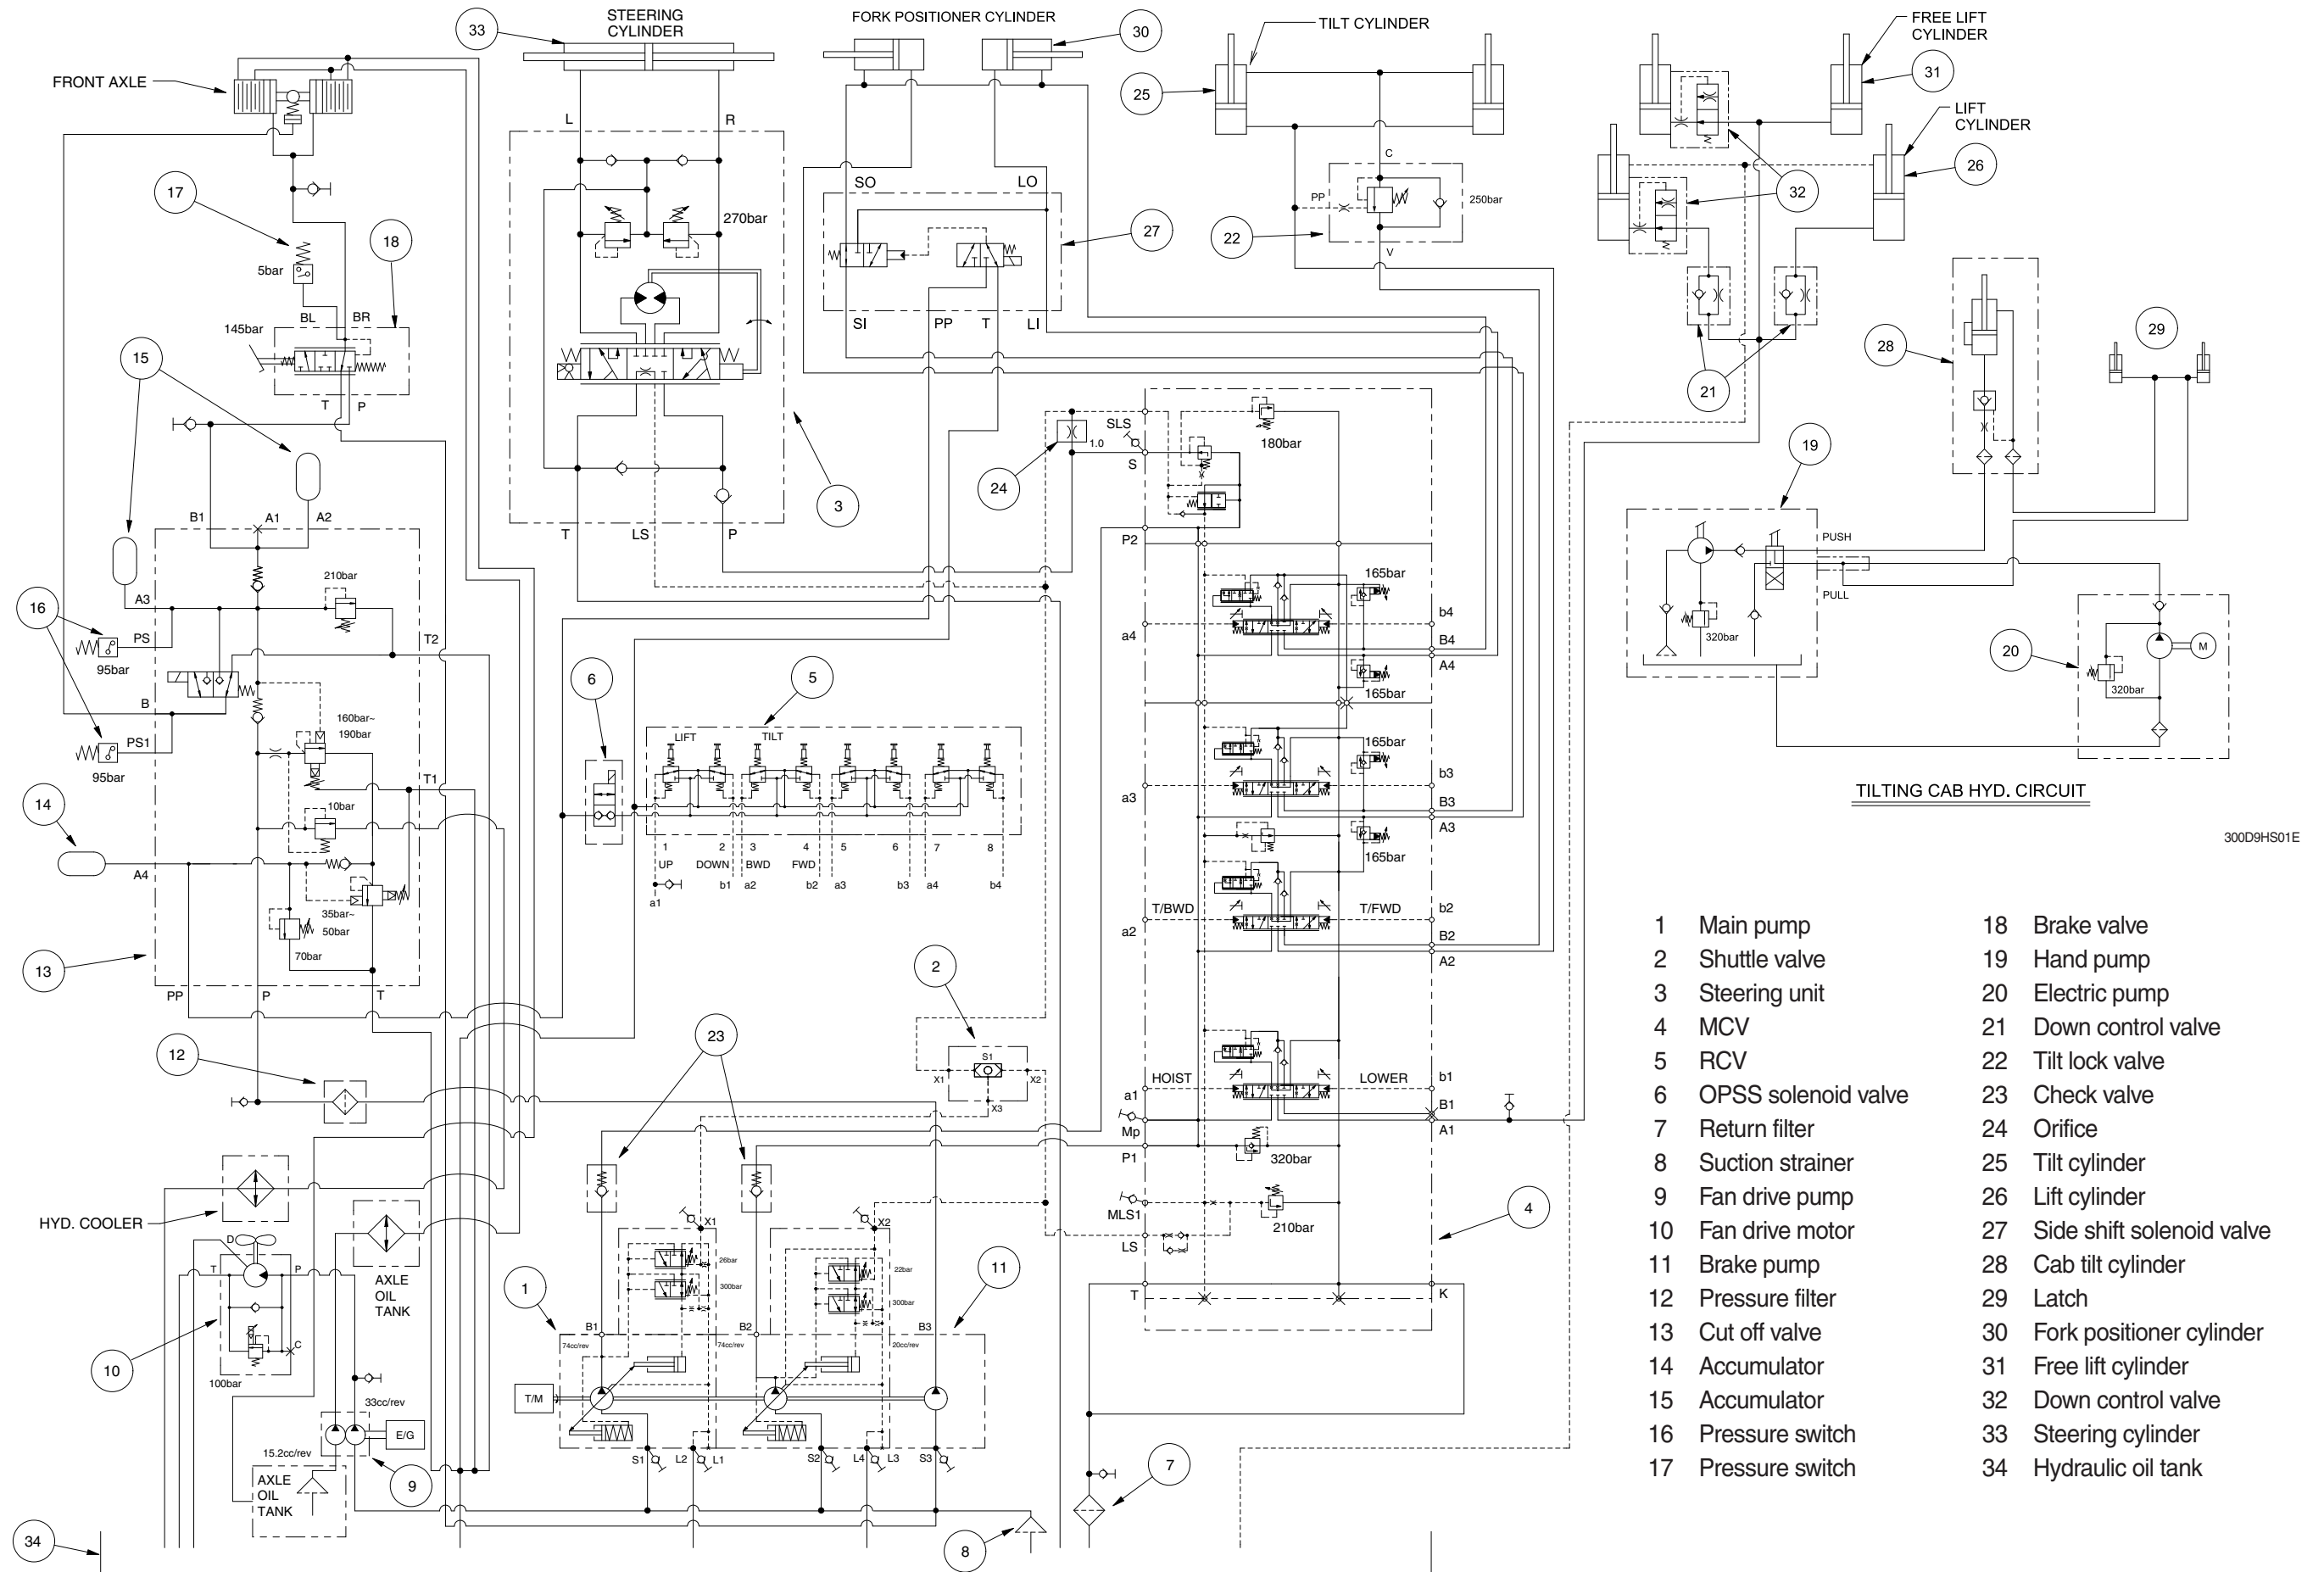 STEERING
CYLINDER
33
FORK POSITIONER CYLINDER
30
TILT CYLINDER
25
FREE LIFT
CYLINDER
31
LIFT
CYLINDER
26
32
FRONT AXLE
L
R
C
PP
250bar
22
V
17
18
5bar
BL
BR
145bar
T
P
15
270bar
SO
LO
27
SI
PP
T
LI
28
29
21
3
T
LS
P
24
1.0
SLS
S
180bar
P2
19
PUSH
PULL
320bar
20
M
320bar
TILTING CAB HYD. CIRCUIT
300D9HS01E
B1
A1
A2
210bar
A3
16
PS
95bar
T2
B
PS1
95bar
160bar~
190bar
T1
14
10bar
A4
35bar~
50bar
70bar
13
PP
P
T
6
5
LIFT
TILT
1
2
3
4
5
6
7
8
UP
DOWN
BWD
FWD
a1
b1
a2
b2
a3
b3
a4
b4
165bar
b4
a4
B4
A4
165bar
165bar
b3
a3
B3
A3
165bar
T/BWD
T/FWD
b2
a2
B2
A2
HOIST
LOWER
b1
a1
B1
Mp
A1
P1
320bar
MLS1
210bar
LS
4
T
K
2
S1
X1
X2
X3
23
12
HYD. COOLER
D
T
P
C
AXLE
OIL
TANK
10
100bar
33cc/rev
15.2cc/rev
E/G
AXLE
OIL
TANK
9
34
1
11
X1
X2
26bar
300bar
22bar
300bar
B1
B2
B3
74cc/rev
74cc/rev
20cc/rev
T/M
S1
L2
L1
S2
L4
L3
S3
8
7
1 Main pump
2 Shuttle valve
3 Steering unit
4 MCV
5 RCV
6 OPSS solenoid valve
7 Return filter
8 Suction strainer
9 Fan drive pump
10 Fan drive motor
11 Brake pump
12 Pressure filter
13 Cut off valve
14 Accumulator
15 Accumulator
16 Pressure switch
17 Pressure switch
18 Brake valve
19 Hand pump
20 Electric pump
21 Down control valve
22 Tilt lock valve
23 Check valve
24 Orifice
25 Tilt cylinder
26 Lift cylinder
27 Side shift solenoid valve
28 Cab tilt cylinder
29 Latch
30 Fork positioner cylinder
31 Free lift cylinder
32 Down control valve
33 Steering cylinder
34 Hydraulic oil tank